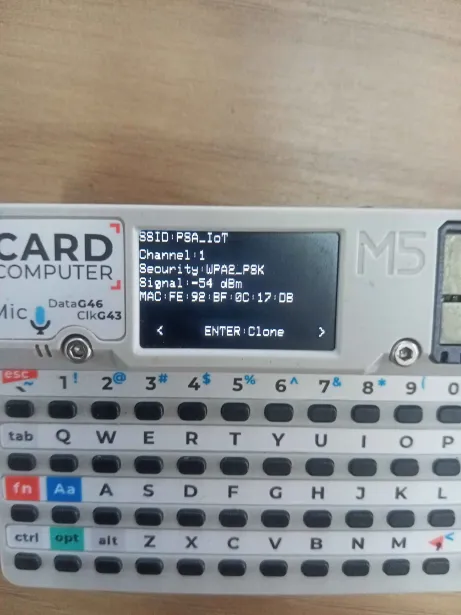 CARD
COMPUTER
Mic
DataG46
ClkG43
SSID:PSA_IoT
Channel:1
Security:WPA2_PSK
Signal:-54 dBm
MAC:FE:92:BF:0C:17:DB
< ENTER:Clone >
M5
esc ~ 1 ! 2 @ 3 # 4 $ 5 % 6 ^ 7 & 8 * 9 ( 0
tab Q W E R T Y U I O P
fn Aa A S D F G H J K L
ctrl opt alt Z X C V B N M <